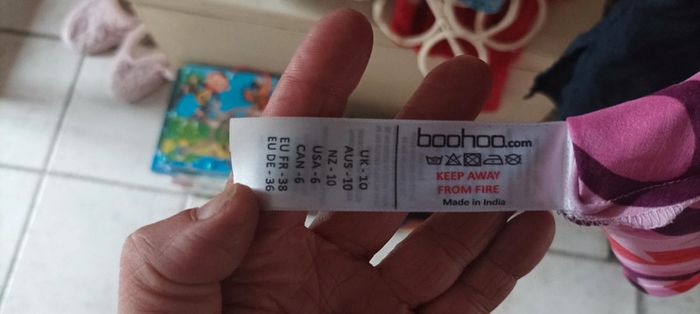 boohoo.com
KEEP AWAY
FROM FIRE
Made in India
UK - 10
AUS - 10
NZ - 10
USA - 6
CAN - 6
EU FR - 38
EU DE - 36